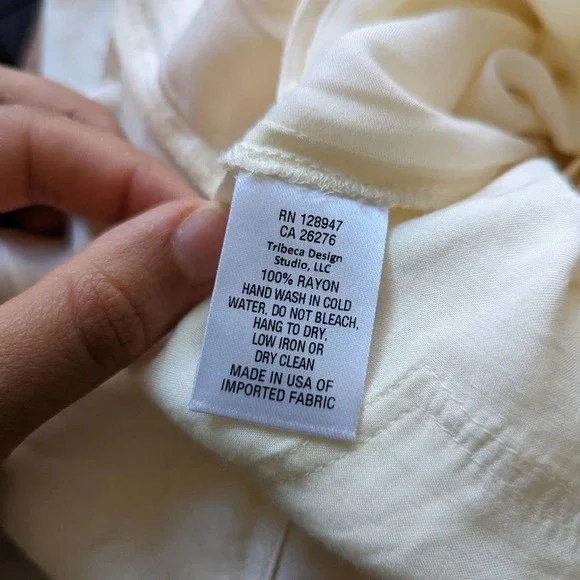 RN 128947
CA 26276
Tribeca Design
Studio, LLC
100% RAYON
HAND WASH IN COLD
WATER. DO NOT BLEACH.
HANG TO DRY,
LOW IRON OR
DRY CLEAN
MADE IN USA OF
IMPORTED FABRIC